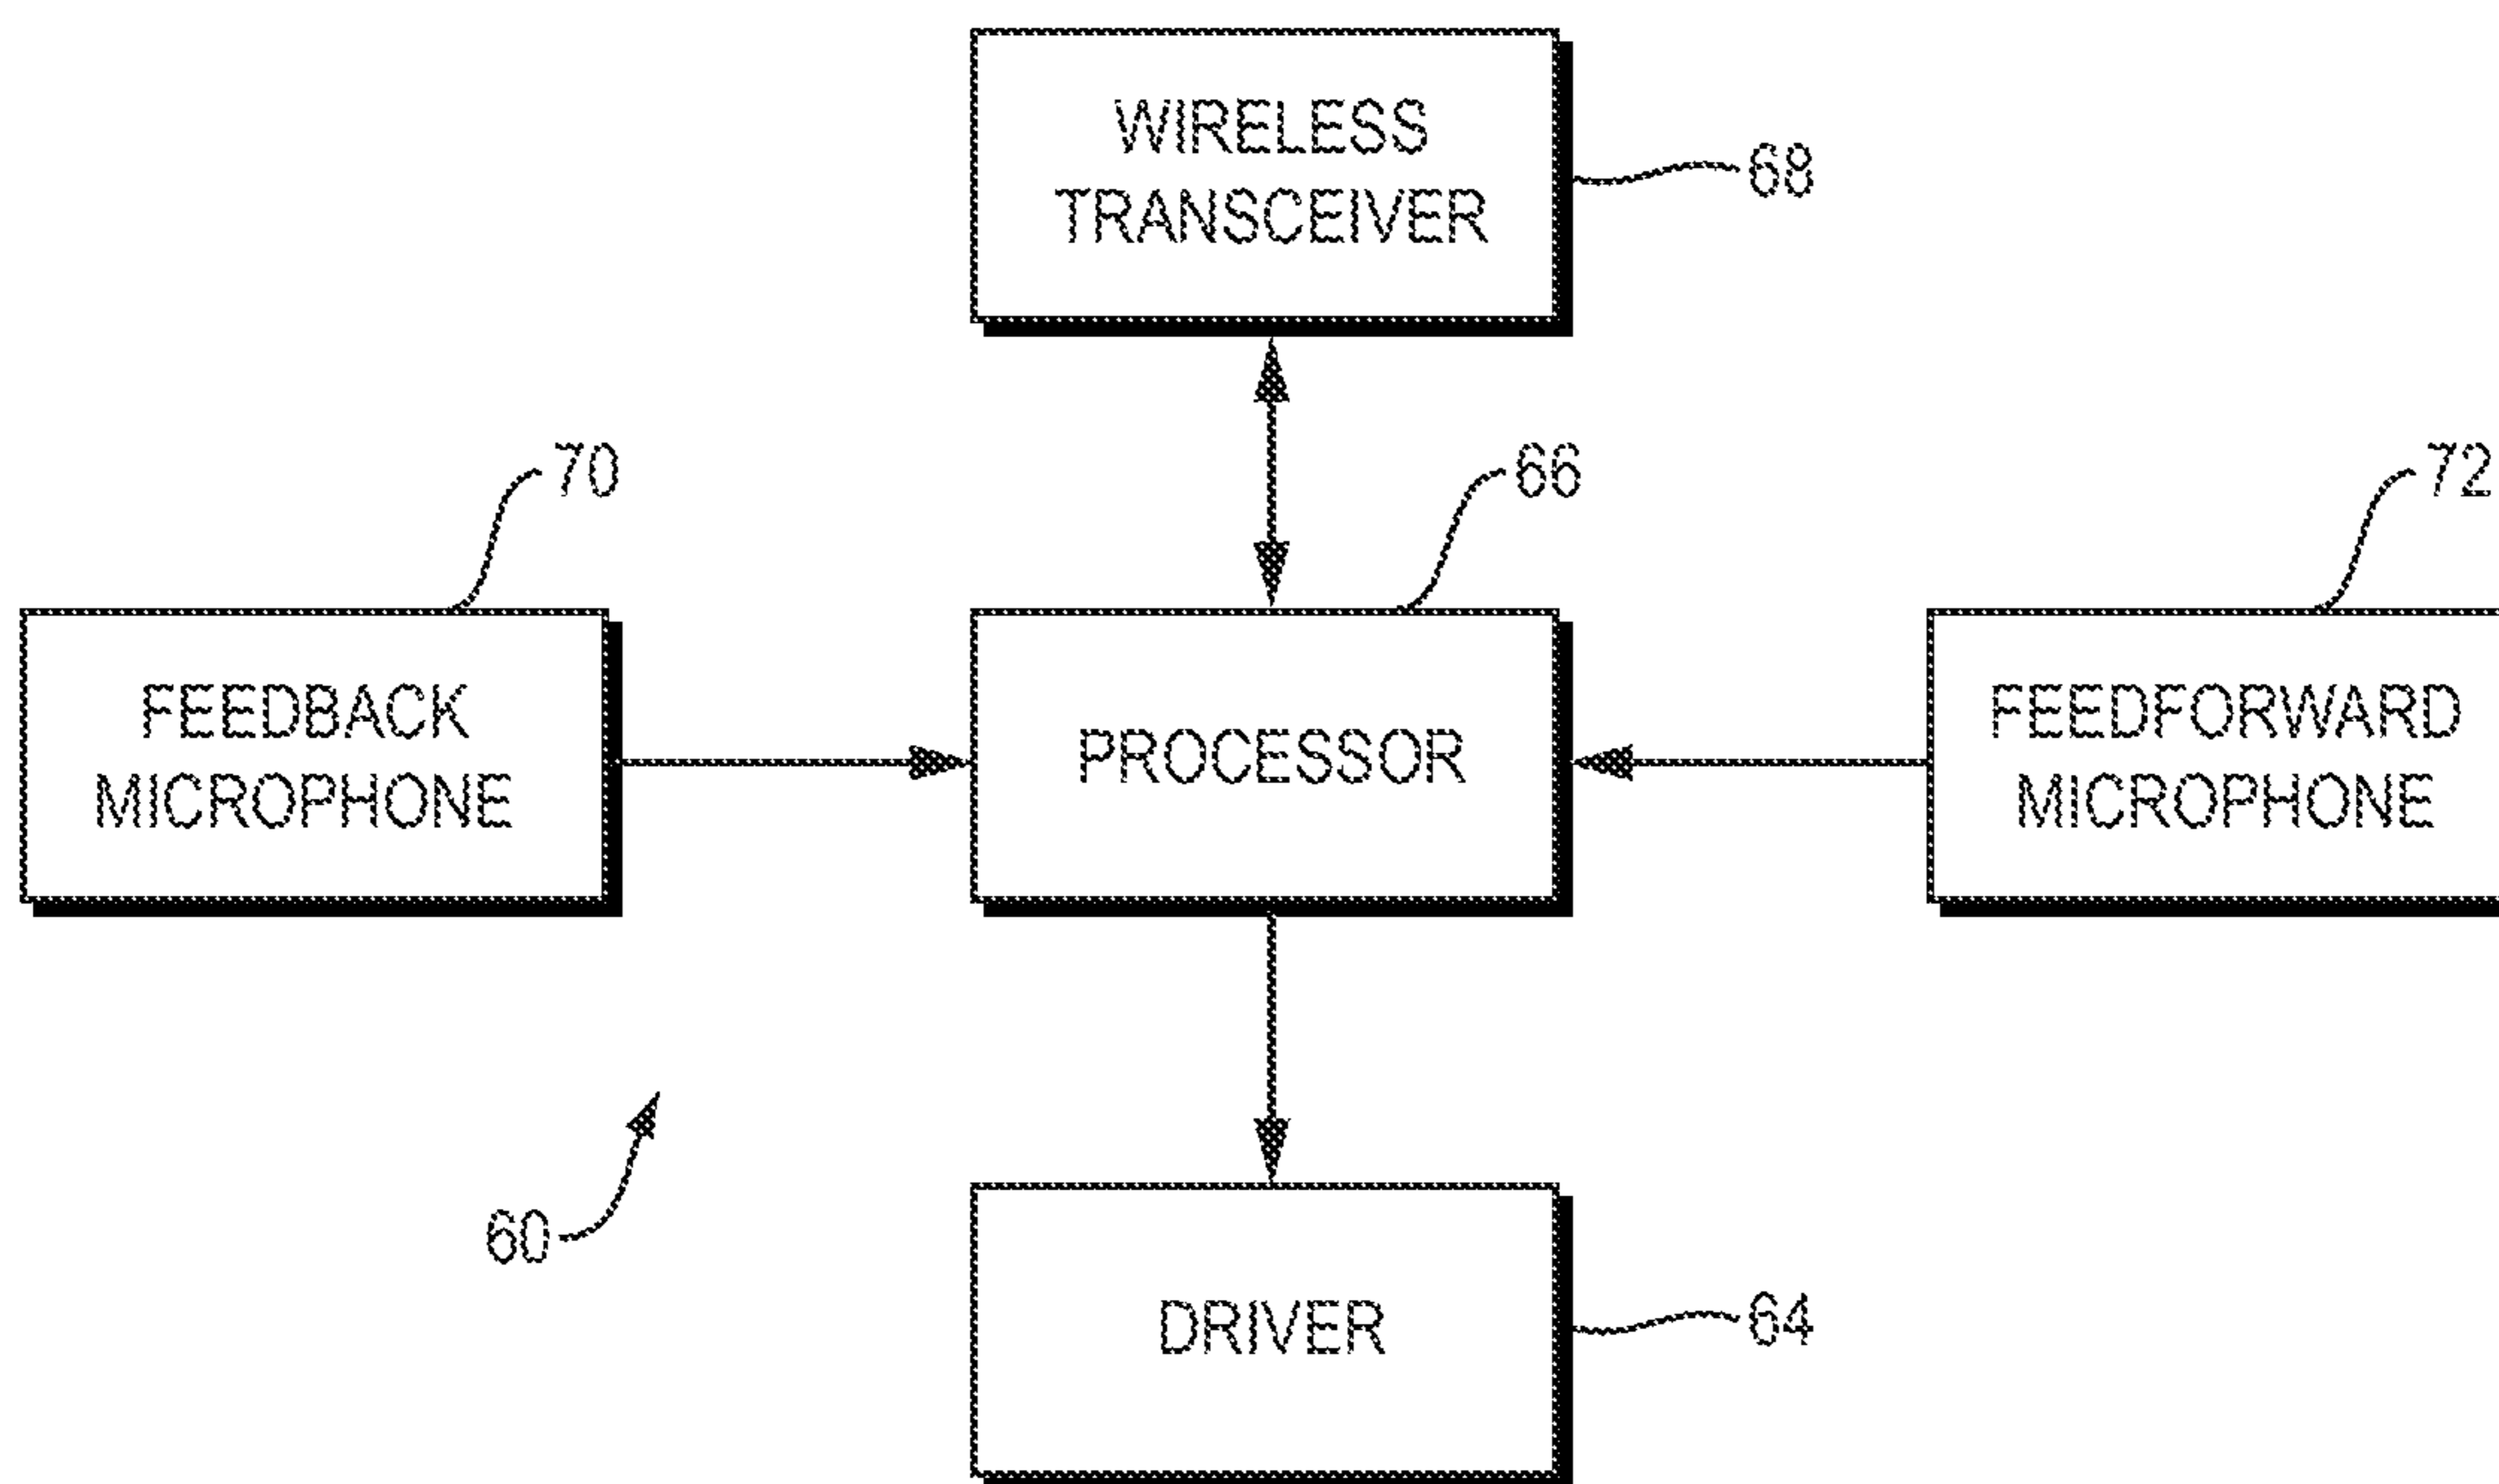 WIRELESS
TRANSCEIVER
68
70
66
72
FEEDBACK
MICROPHONE
PROCESSOR
FEEDFORWARD
MICROPHONE
60
DRIVER
64